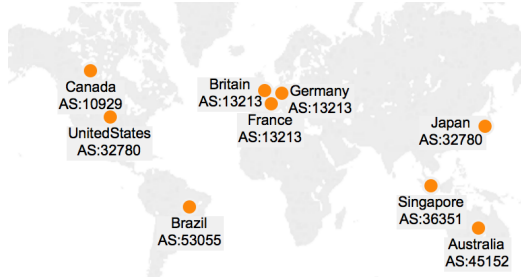 Canada
AS:10929
UnitedStates
AS:32780
Britain
AS:13213
Germany
AS:13213
France
AS:13213
Japan
AS:32780
Singapore
AS:36351
Brazil
AS:53055
Australia
AS:45152